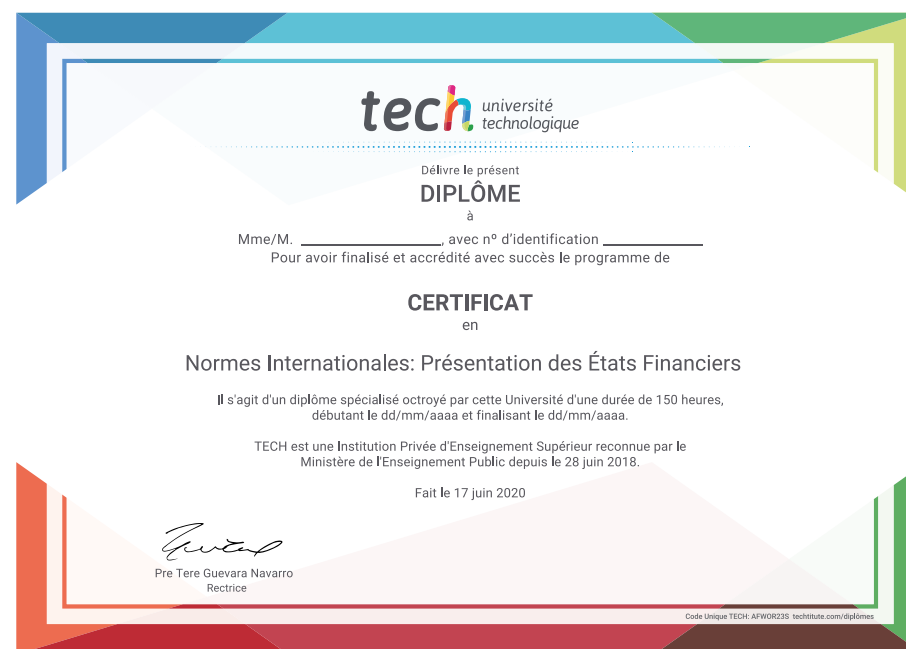 tech université
technologique
Délivre le présent
DIPLÔME
à
Mme/M. ____________________, avec nº d'identification ______________
Pour avoir finalisé et accrédité avec succès le programme de
CERTIFICAT
en
Normes Internationales: Présentation des États Financiers
Il s'agit d'un diplôme spécialisé octroyé par cette Université d'une durée de 150 heures,
débutant le dd/mm/aaaa et finalisant le dd/mm/aaaa.
TECH est une Institution Privée d'Enseignement Supérieur reconnue par le
Ministère de l'Enseignement Public depuis le 28 juin 2018.
Fait le 17 juin 2020
Pre Tere Guevara Navarro
Rectrice
Code Unique TECH: AFWOR23S techtitute.com/diplômes